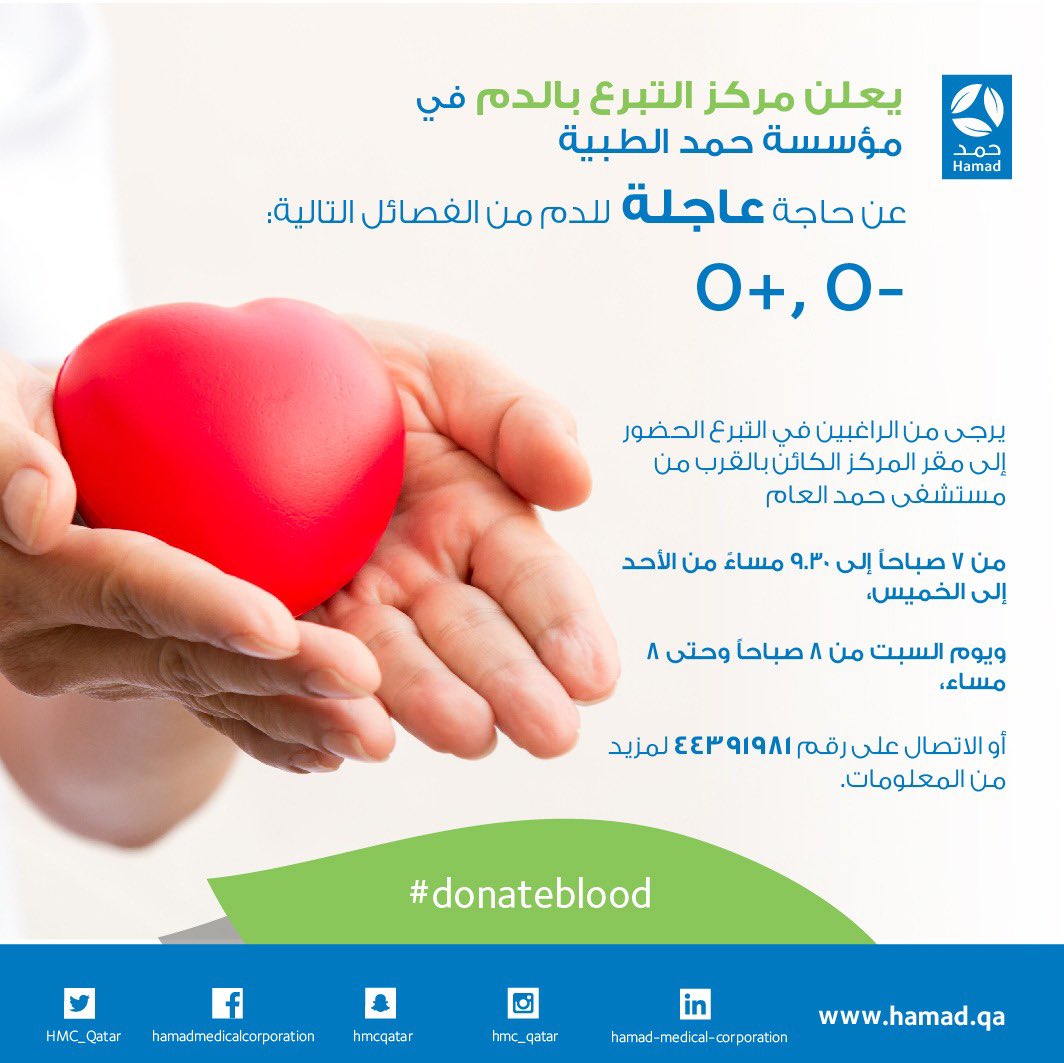 يعلن مركز التبرع بالدم في
مؤسسة حمد الطبية
حمد
Hamad
عن حاجة عاجلة للدم من الفصائل التالية:
O+, O-
يرجى من الراغبين في التبرع الحضور
إلى مقر المركز الكائن بالقرب من
مستشفى حمد العام
من ٧ صباحاً إلى ٩.٣٠ مساءً من الأحد
إلى الخميس،
ويوم السبت من ٨ صباحاً وحتى ٨
مساء،
أو الاتصال على رقم ٤٤٣٩١٩٨١ لمزيد
من المعلومات.
#donateblood
HMC_Qatar
hamadmedicalcorporation
hmcqatar
hmc_qatar
hamad-medical-corporation
www.hamad.qa